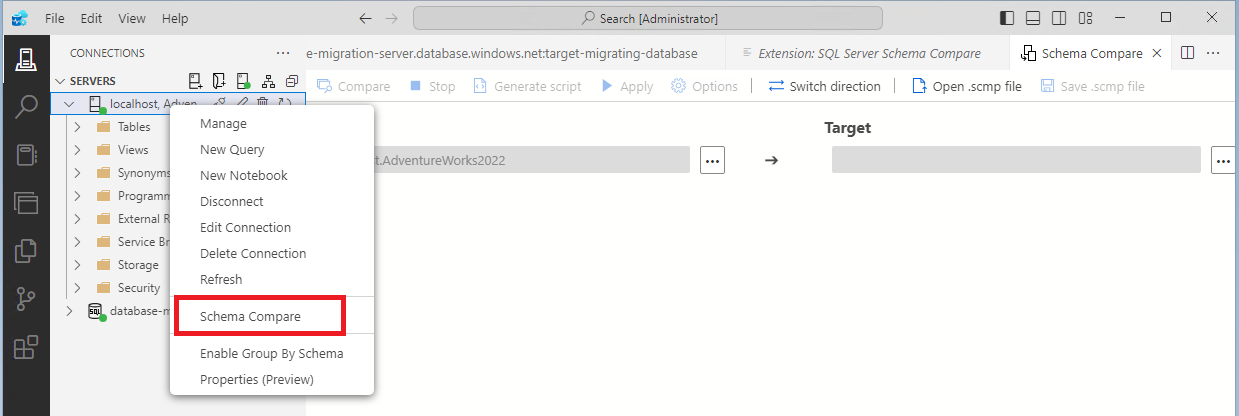 File Edit View Help
Search [Administrator]
CONNECTIONS
e-migration-server.database.windows.net:target-migrating-database
Extension: SQL Server Schema Compare
Schema Compare
SERVERS
Compare Stop Generate script Apply Options Switch direction Open .scmp file Save .scmp file
localhost, Adven
Tables
Views
Synonyms
Programm
External R
Service Br
Storage
Security
SQL database-m
Manage
New Query
New Notebook
Disconnect
Edit Connection
Delete Connection
Refresh
Schema Compare
Enable Group By Schema
Properties (Preview)
Target
t.AdventureWorks2022